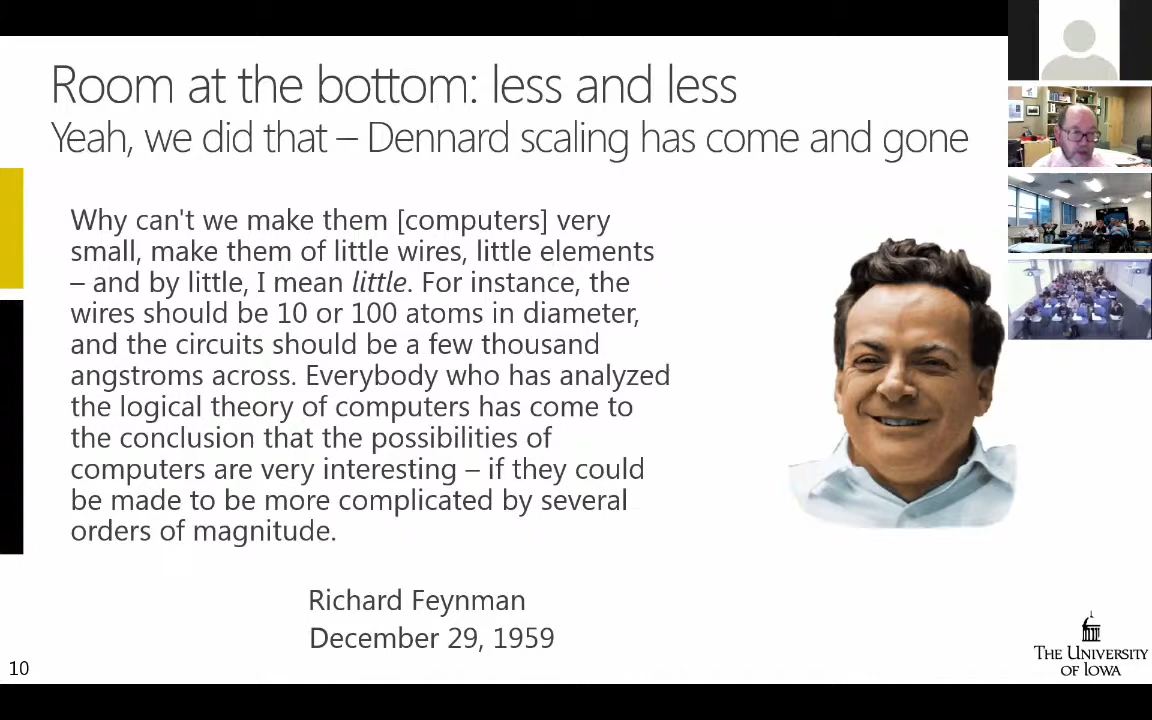 Room at the bottom: less and less
Yeah, we did that – Dennard scaling has come and gone
Why can't we make them [computers] very
small, make them of little wires, little elements
– and by little, I mean little. For instance, the
wires should be 10 or 100 atoms in diameter,
and the circuits should be a few thousand
angstroms across. Everybody who has analyzed
the logical theory of computers has come to
the conclusion that the possibilities of
computers are very interesting – if they could
be made to be more complicated by several
orders of magnitude.
Richard Feynman
December 29, 1959
10
THE UNIVERSITY
OF IOWA